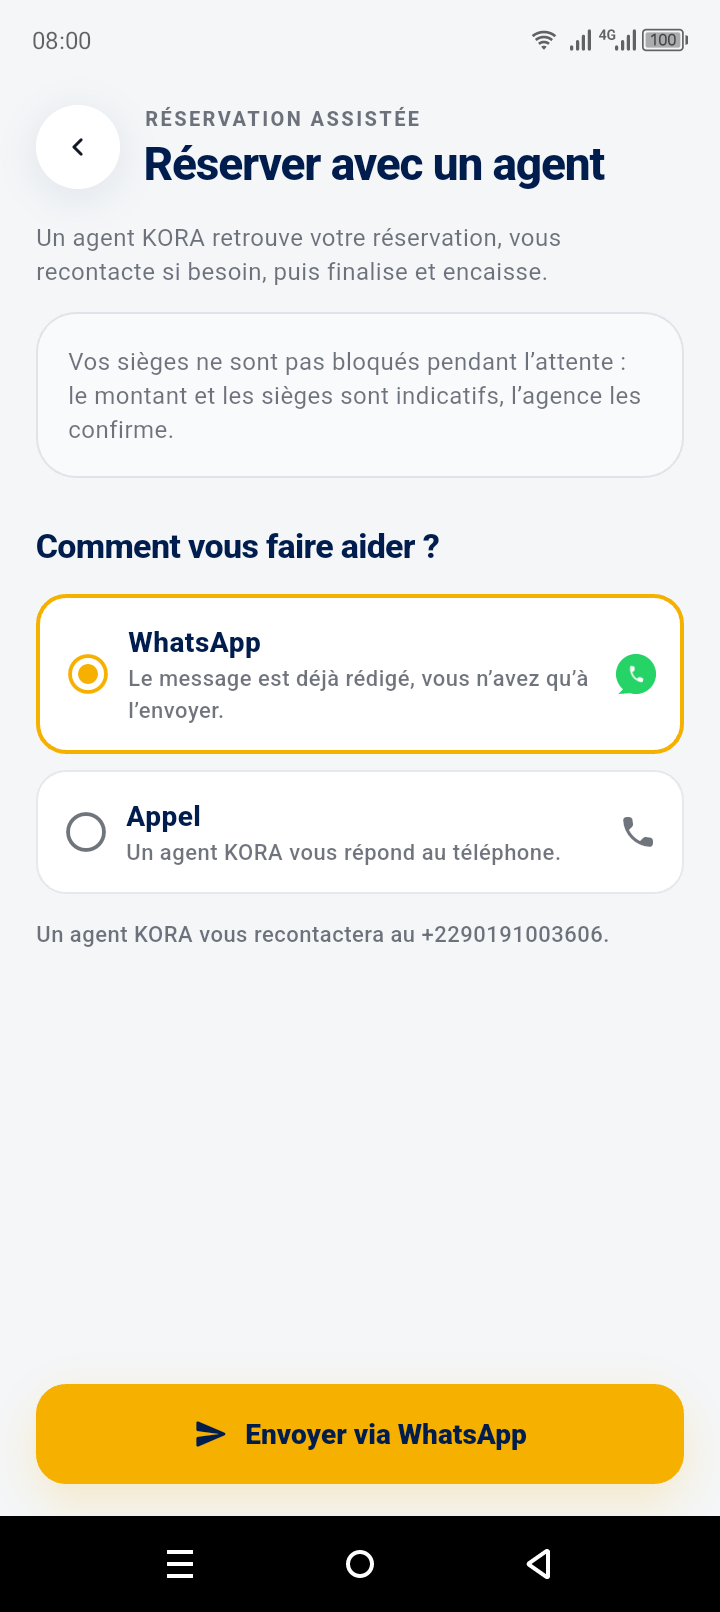 08:00
4G
100
RÉSERVATION ASSISTÉE
Réserver avec un agent
Un agent KORA retrouve votre réservation, vous
recontacte si besoin, puis finalise et encaisse.
Vos sièges ne sont pas bloqués pendant l’attente :
le montant et les sièges sont indicatifs, l’agence les
confirme.
Comment vous faire aider ?
WhatsApp
Le message est déjà rédigé, vous n’avez qu’à
l’envoyer.
Appel
Un agent KORA vous répond au téléphone.
Un agent KORA vous recontactera au +2290191003606.
Envoyer via WhatsApp